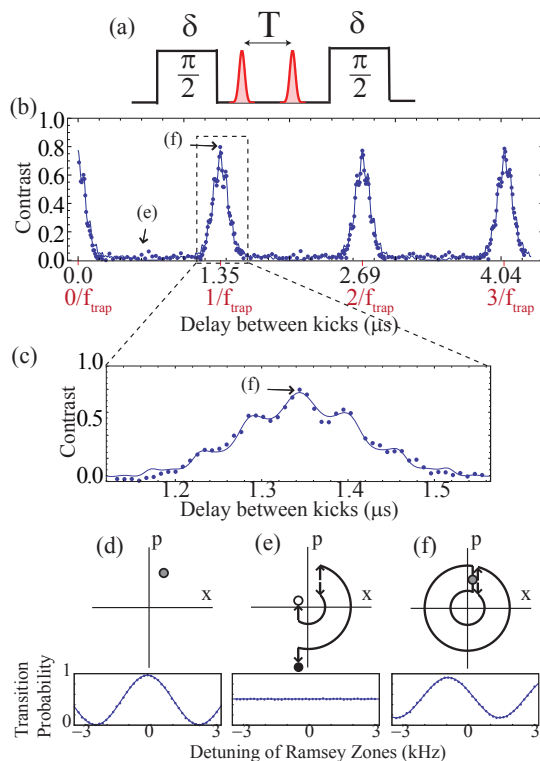 (a)
δ T δ
π/2 π/2
(b)
(f)
(e)
Contrast
1.0
0.8
0.6
0.4
0.2
0.0
0.0 1.35 2.69 4.04
0/f_trap 1/f_trap 2/f_trap 3/f_trap
Delay between kicks (μs)
(c)
(f)
Contrast
1.0
0.5
0.0
1.2 1.3 1.4 1.5
Delay between kicks (μs)
(d) p (e) p (f) p
x x x
Transition
Probability
1
0
−3 0 3 −3 0 3 −3 0 3
Detuning of Ramsey Zones (kHz)